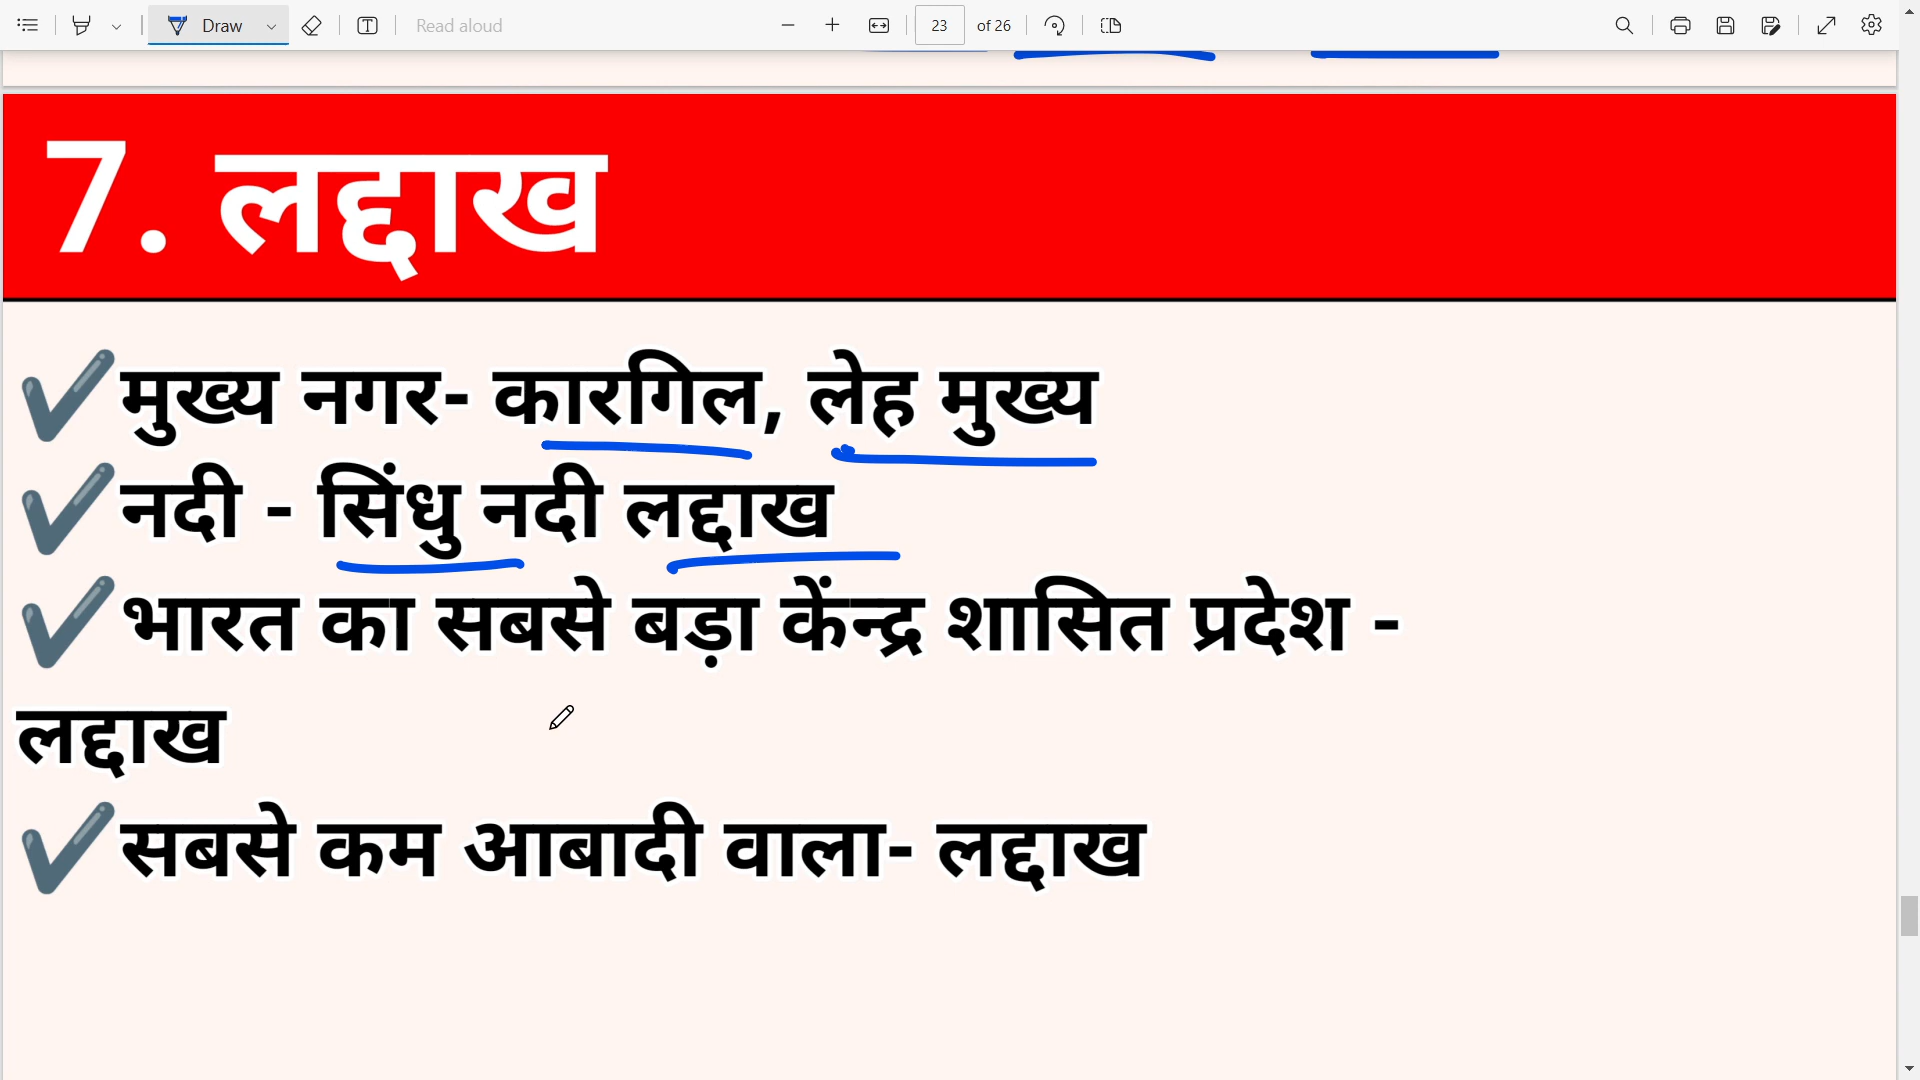 Draw
Read aloud
23 of 26
7. लद्दाख
✔मुख्य नगर- कारगिल, लेह मुख्य
✔नदी - सिंधु नदी लद्दाख
✔भारत का सबसे बड़ा केंन्द्र शासित प्रदेश -
लद्दाख
✔सबसे कम आबादी वाला- लद्दाख